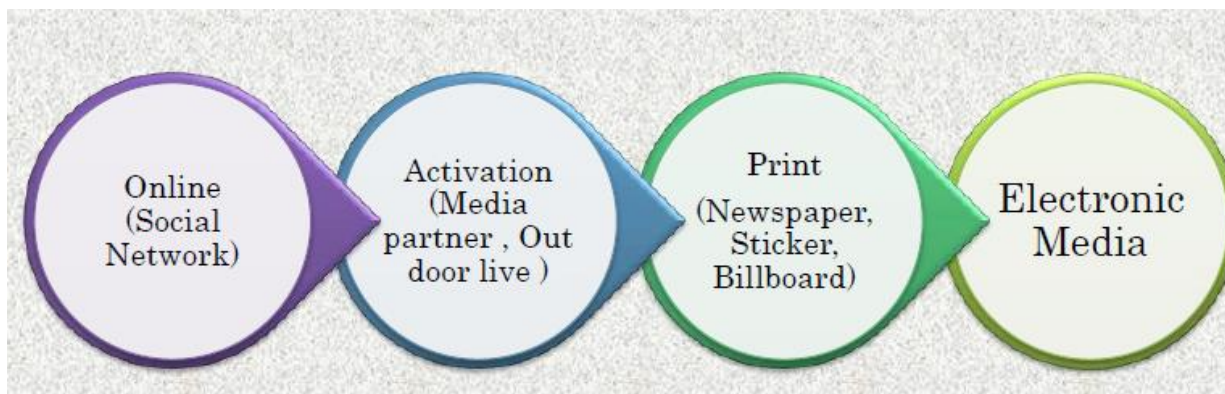 Online
(Social
Network)
Activation
(Media
partner , Out
door live )
Print
(Newspaper,
Sticker,
Billboard)
Electronic
Media